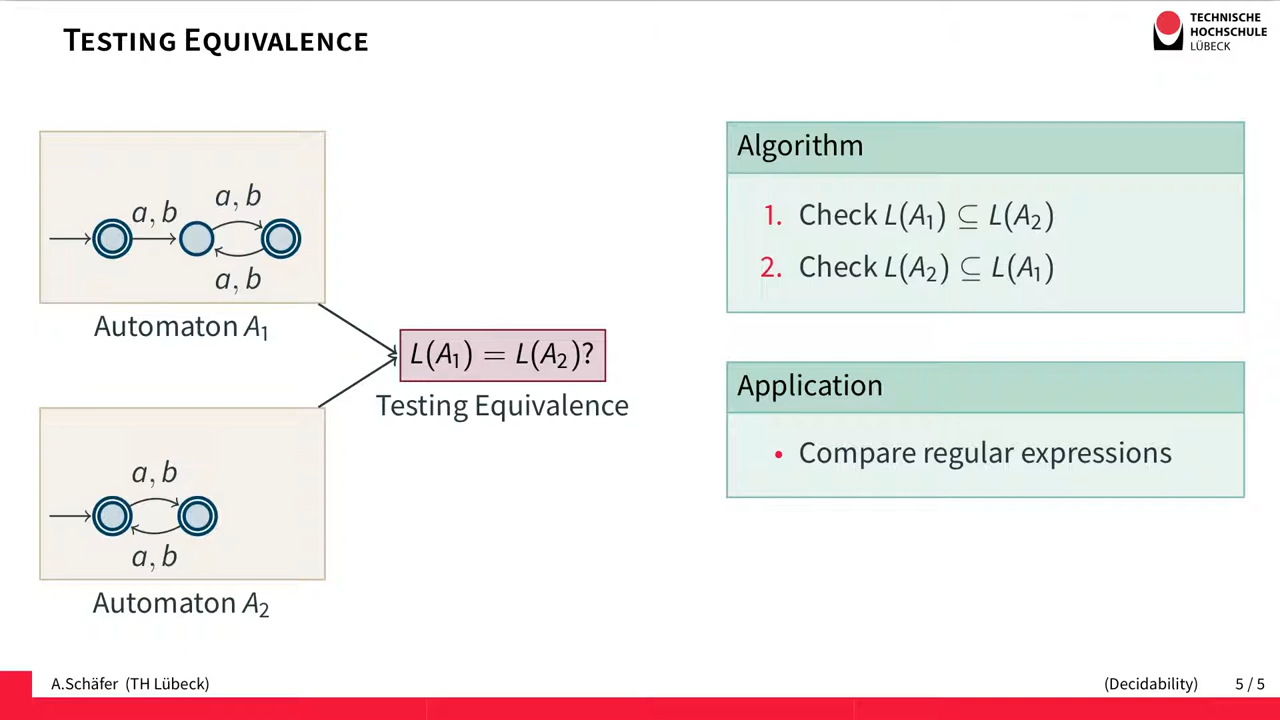 TESTING EQUIVALENCE
TECHNISCHE
HOCHSCHULE
LÜBECK
a, b
a, b
a, b
Automaton A₁
L(A₁) = L(A₂)?
Testing Equivalence
a, b
a, b
Automaton A₂
Algorithm
1. Check L(A₁) ⊆ L(A₂)
2. Check L(A₂) ⊆ L(A₁)
Application
• Compare regular expressions
A.Schäfer (TH Lübeck)
(Decidability) 5 / 5